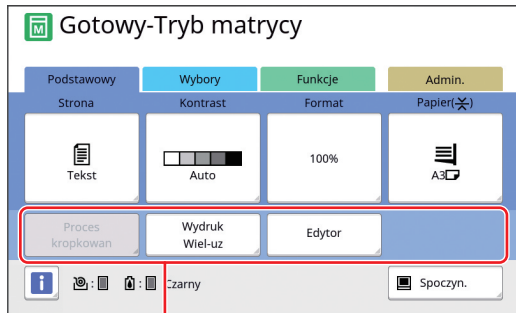 Gotowy-Tryb matrycy
Podstawowy Wybory Funkcje Admin.
Strona Kontrast Format Papier(⚹)
Tekst Auto 100% A3
Proces
kropkowan
Wydruk
Wiel-uz
Edytor
Czarny
Spoczyn.